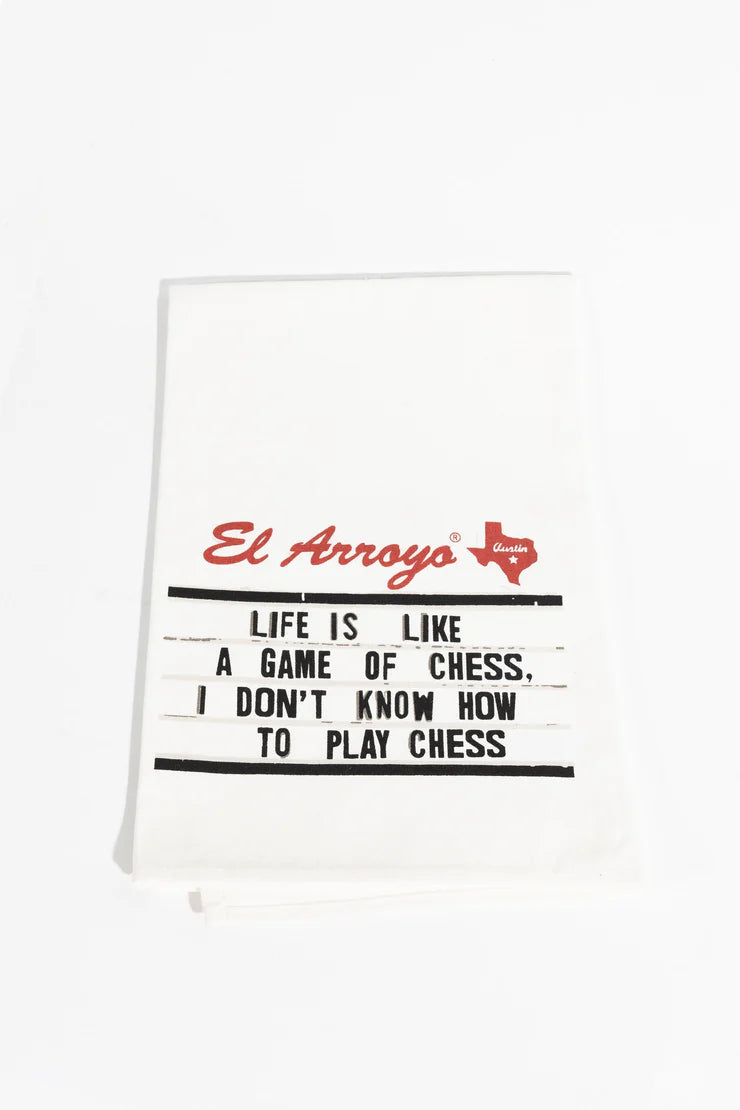 El Arroyo®
Austin
LIFE IS LIKE
A GAME OF CHESS,
I DON'T KNOW HOW
TO PLAY CHESS